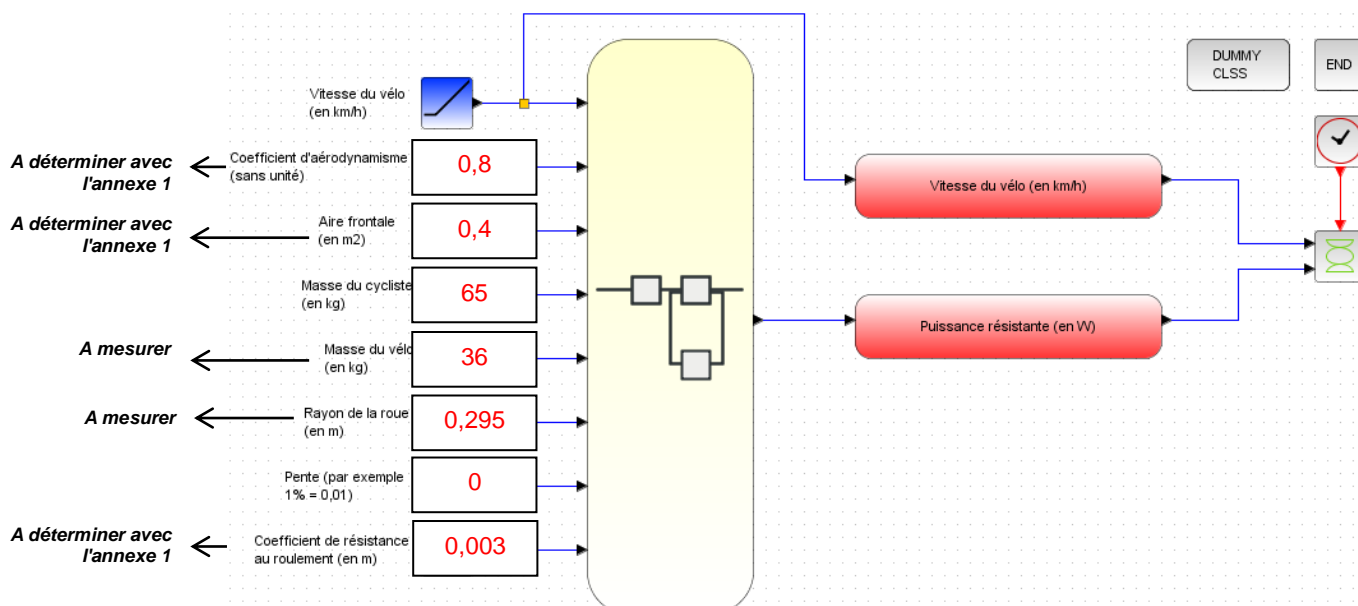 DUMMY
CLSS
END
Vitesse du vélo
(en km/h)
A déterminer avec
l'annexe 1
Coefficient d'aérodynamisme
(sans unité)
0,8
Vitesse du vélo (en km/h)
A déterminer avec
l'annexe 1
Aire frontale
(en m2)
0,4
Masse du cycliste
(en kg)
65
Puissance résistante (en W)
A mesurer
Masse du vélo
(en kg)
36
A mesurer
Rayon de la roue
(en m)
0,295
Pente (par exemple
1% = 0,01)
0
A déterminer avec
l'annexe 1
Coefficient de résistance
au roulement (en m)
0,003